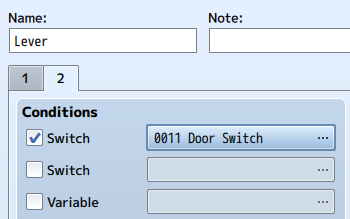 Name: Note:
Lever
1 2
Conditions
Switch 0011 Door Switch ...
Switch ...
Variable ...